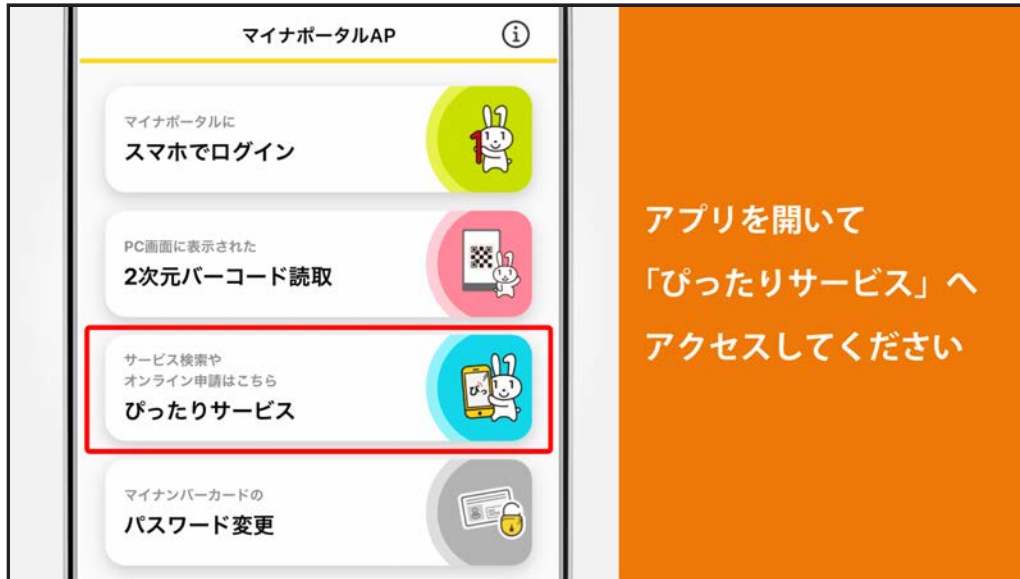 マイナポータルAP
マイナポータルに
スマホでログイン
PC画面に表示された
2次元バーコード読取
サービス検索や
オンライン申請はこちら
ぴったりサービス
ぴっ
マイナンバーカードの
パスワード変更
アプリを開いて
「ぴったりサービス」へ
アクセスしてください